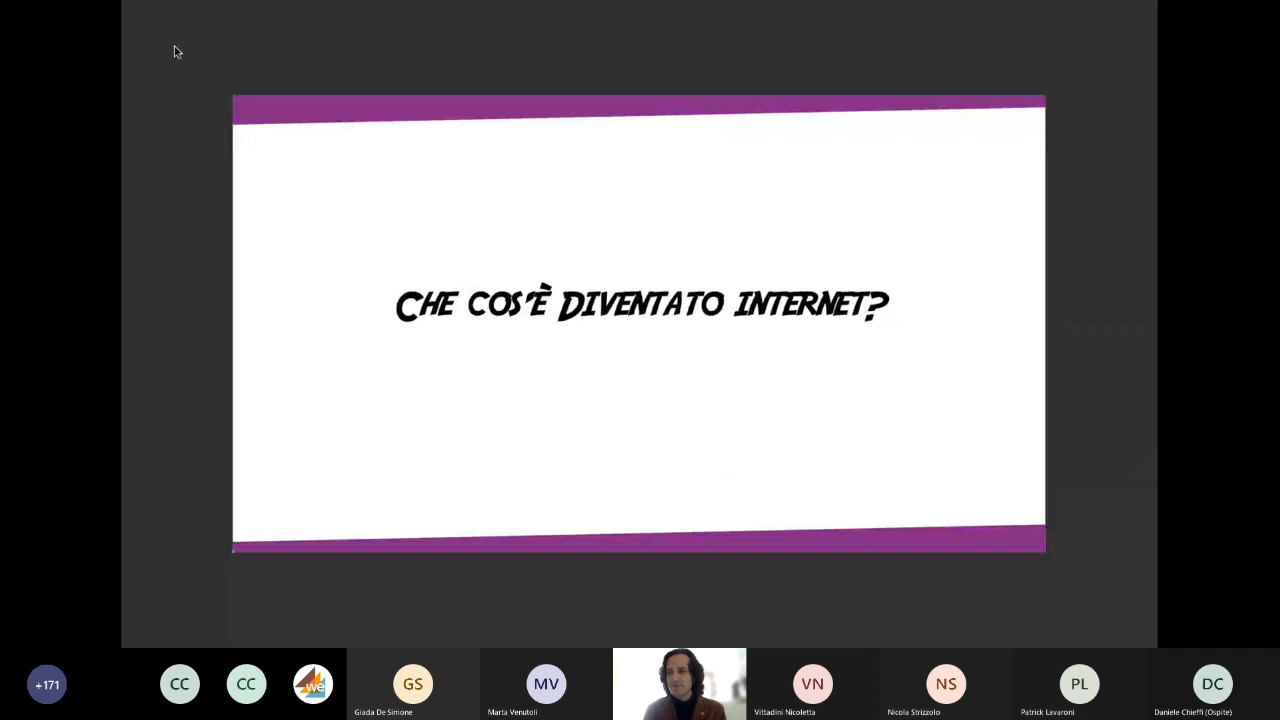 Che cos'è Diventato internet?
+171
CC
CC
we
GS
MV
VN
NS
PL
DC
Giada De Simone
Marta Venutoli
Vittadini Nicoletta
Nicola Strizzolo
Patrick Lavaroni
Daniele Chieffi (Ospite)